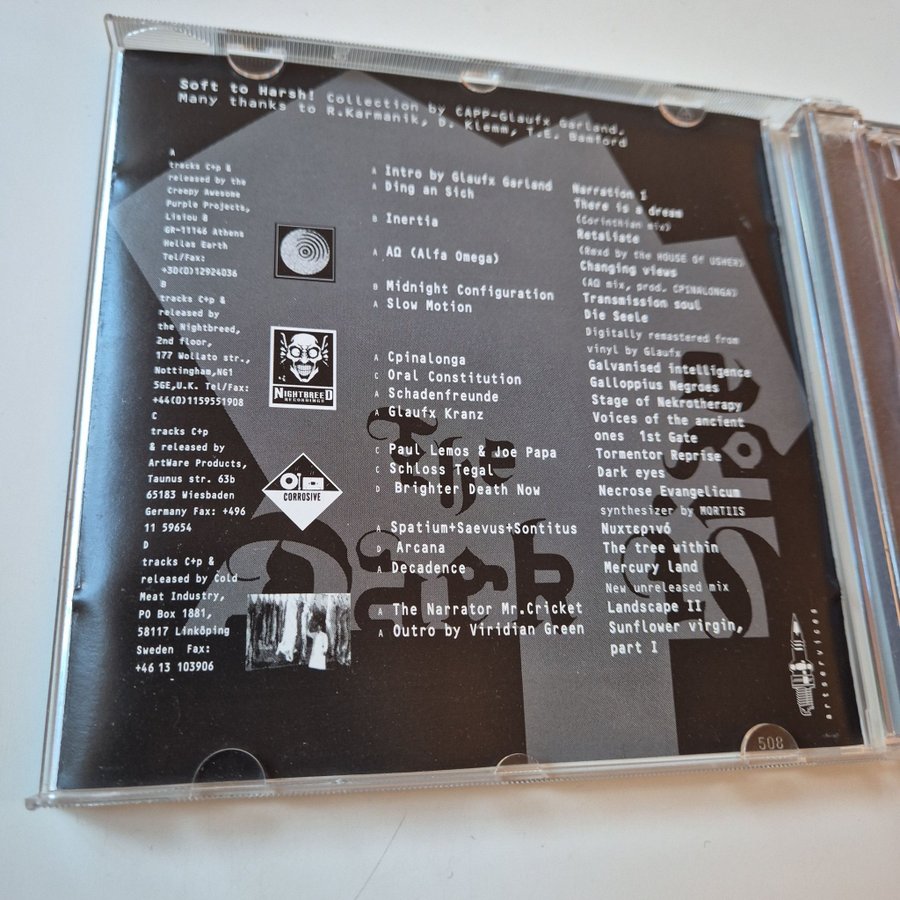 Soft to Harsh! Collection by CAPP-Glaufx Garland.
Many thanks to R.Karmanik, D. Klemm, T.E. Bamford
A
tracks C+p &
released by the
Creepy Awesome
Purple Projects,
GR-11146 Athens
Hellas Earth
Tel/Fax:
+30(0)12924036
B
tracks C+p &
released by
the Nightbreed,
2nd floor,
177 Wollato str.,
Nottingham,NG1
5GE,U.K. Tel/Fax:
+44(0)1159551908
C
tracks C+p
& released by
ArtWare Products,
Taunus str. 63b
65183 Wiesbaden
Germany Fax: +496
11 59654
D
tracks C+p &
released by Cold
Meat Industry,
PO Box 1881,
58117 Linköping
Sweden Fax:
+46 13 103906
NIGHTBREED
RECORDINGS
CORROSIVE
A Intro by Glaufx Garland
A Ding an Sich
B Inertia
A ΑΩ (Alfa Omega)
B Midnight Configuration
A Slow Motion
A Cpinalonga
C Oral Constitution
A Schadenfreunde
A Glaufx Kranz
C Paul Lemos & Joe Papa
C Schloss Tegal
D Brighter Death Now
A Spatium+Saevus+Sontitus
D Arcana
A Decadence
A The Narrator Mr.Cricket
A Outro by Viridian Green
Narration I
There is a dream
(Corinthian mix)
Retaliate
(Rexd by the HOUSE OF USHER)
Changing views
(ΑΩ mix, prod. CPINALONGA)
Transmission soul
Die Seele
Digitally remastered from
vinyl by Glaufx
Galvanised intelligence
Galloppius Negroes
Stage of Nekrotherapy
Voices of the ancient
ones 1st Gate
Tormentor Reprise
Dark eyes
Necrose Evangelicum
synthesizer by MORTIIS
Νυχτερινό
The tree within
Mercury land
New unreleased mix
Landscape II
Sunflower virgin,
part I
The
Dark
artservices
508